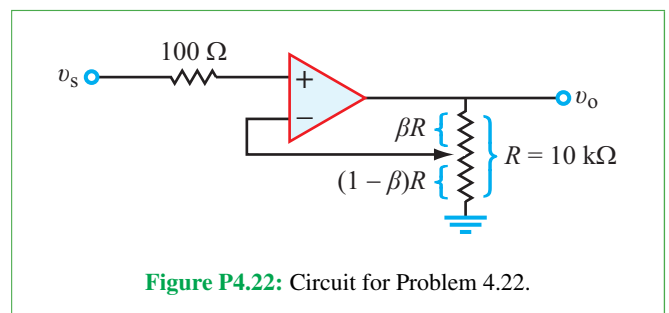 100 Ω
υs
+
−
υo
βR
R = 10 kΩ
(1 – β)R
Figure P4.22: Circuit for Problem 4.22.